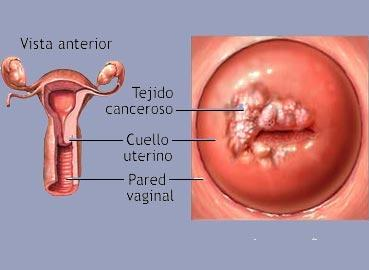 Vista anterior
Tejido
canceroso
Cuello
uterino
Pared
vaginal